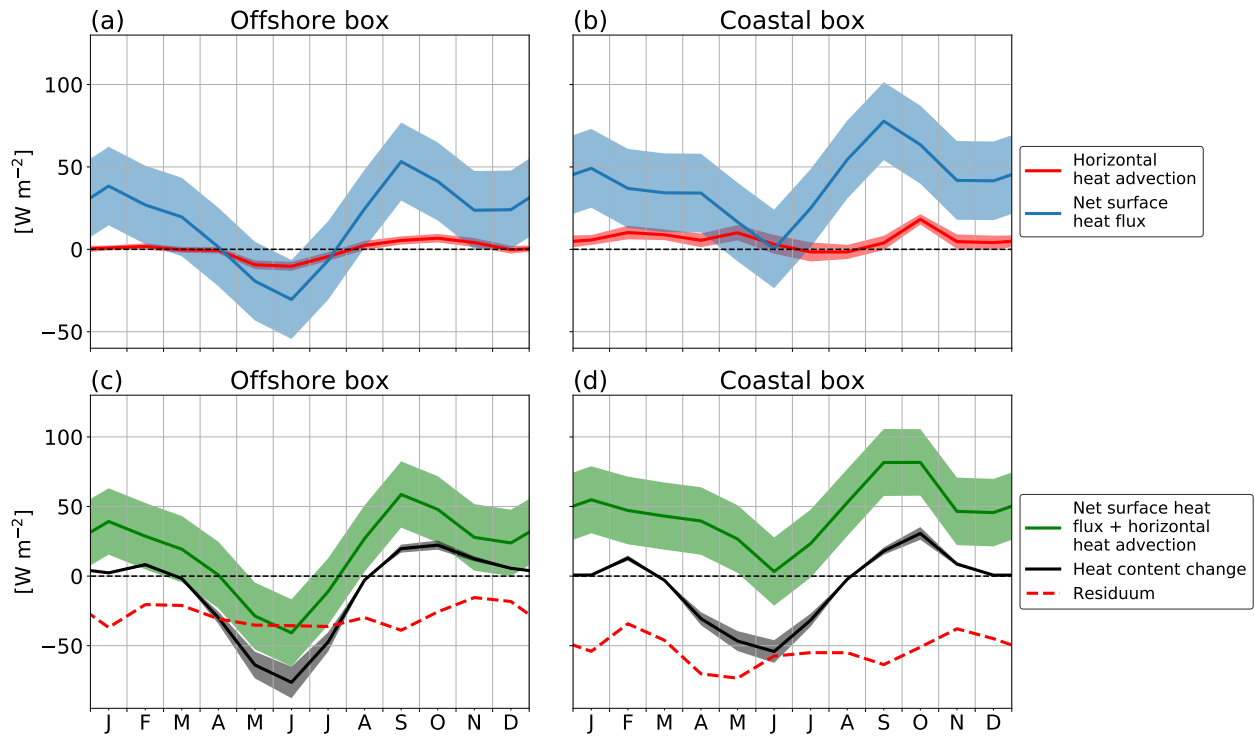 (a) Offshore box
(b) Coastal box
100
50
0
−50
[W m−2]
Horizontal
heat advection
Net surface
heat flux
(c) Offshore box
(d) Coastal box
100
50
0
−50
[W m−2]
J F M A M J J A S O N D
J F M A M J J A S O N D
Net surface heat
flux + horizontal
heat advection
Heat content change
Residuum